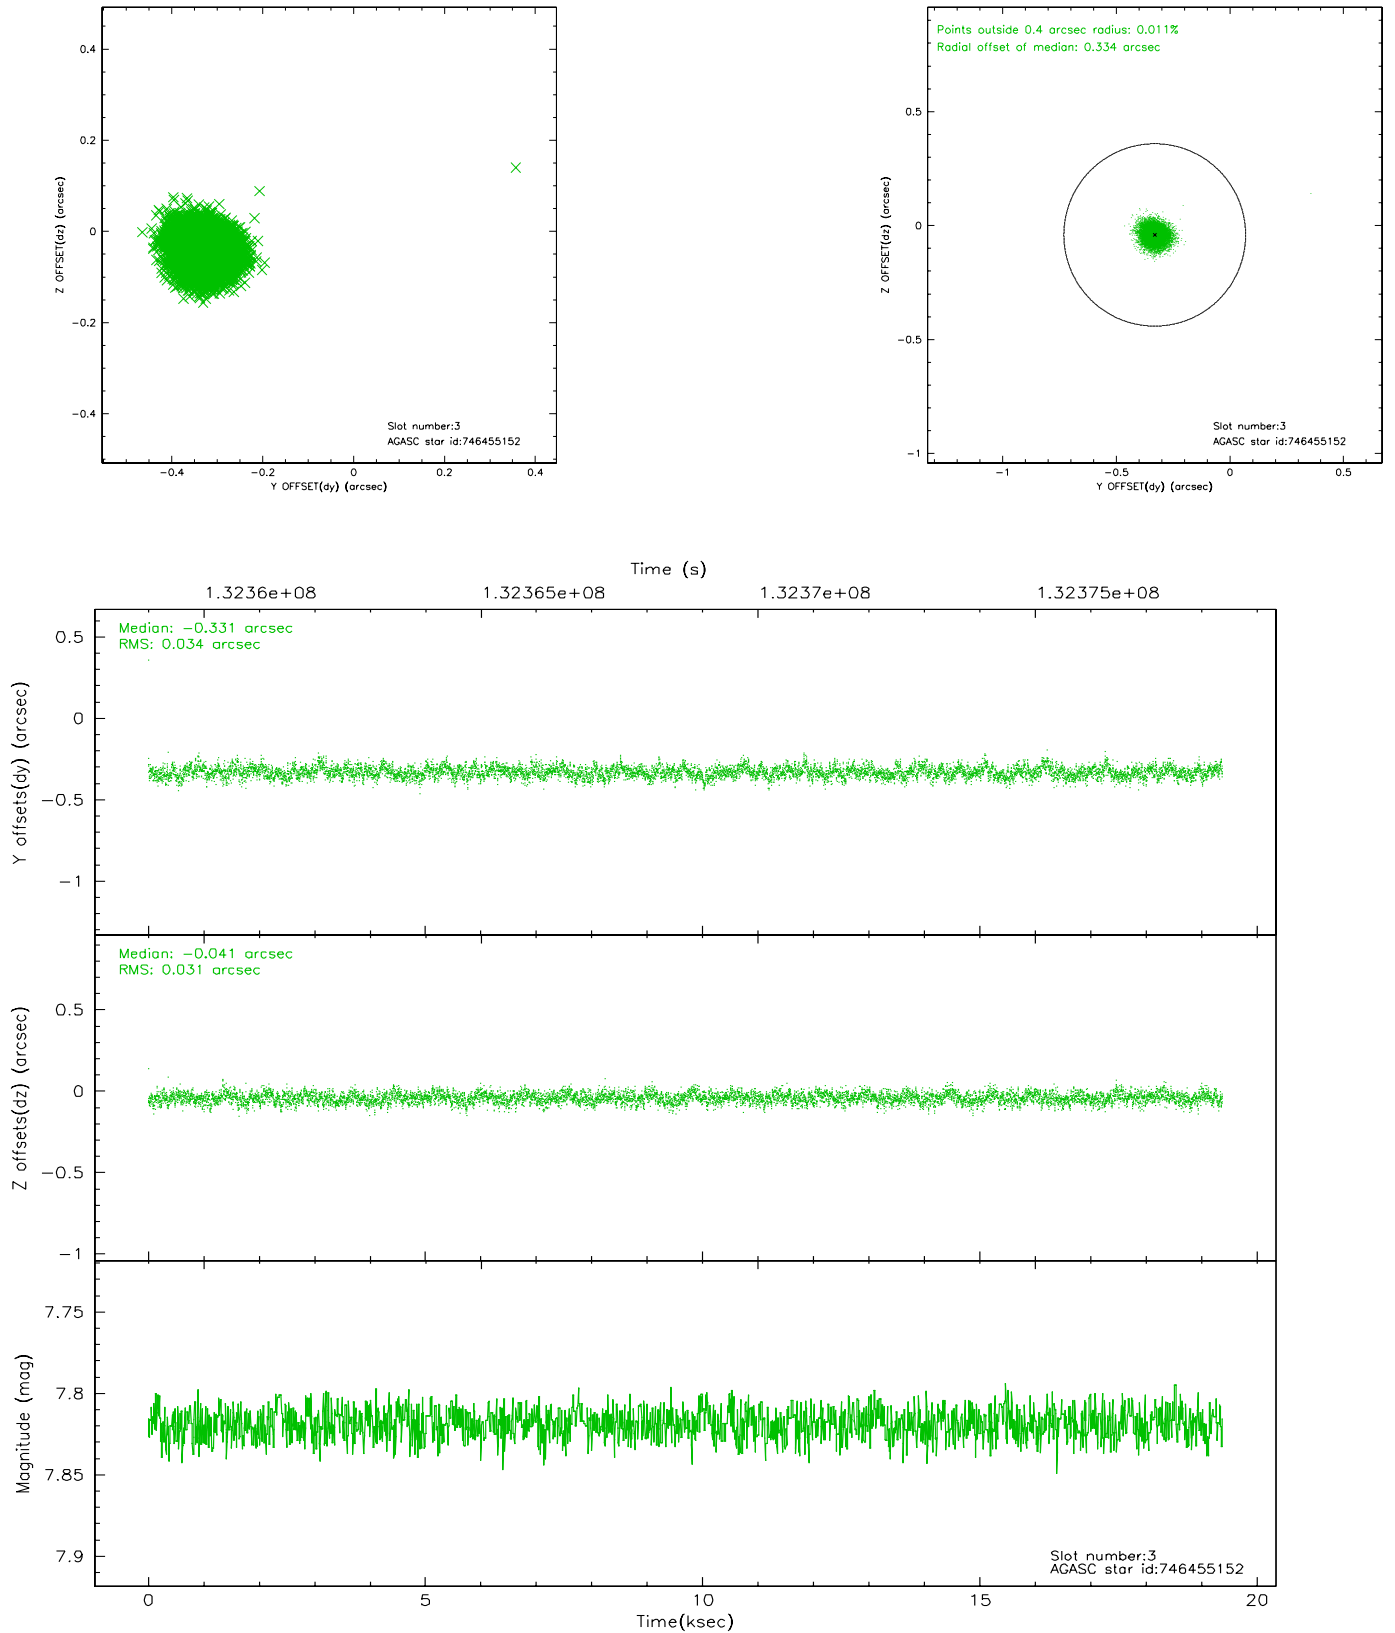 0.4
0.2
0
−0.2
−0.4
Z OFFSET(dz) (arcsec)
Slot number:3
AGASC star id:746455152
−0.4
−0.2
0
0.2
0.4
Y OFFSET(dy) (arcsec)
Points outside 0.4 arcsec radius: 0.011%
Radial offset of median: 0.334 arcsec
0.5
0
−0.5
−1
Z OFFSET(dz) (arcsec)
Slot number:3
AGASC star id:746455152
−1
−0.5
0
0.5
Y OFFSET(dy) (arcsec)
Time (s)
1.3236e+08
1.32365e+08
1.3237e+08
1.32375e+08
Median: −0.331 arcsec
RMS: 0.034 arcsec
0.5
0
−0.5
−1
Y offsets(dy) (arcsec)
Median: −0.041 arcsec
RMS: 0.031 arcsec
0.5
0
−0.5
−1
Z offsets(dz) (arcsec)
7.75
7.8
7.85
7.9
Magnitude (mag)
Slot number:3
AGASC star id:746455152
0
5
10
15
20
Time(ksec)